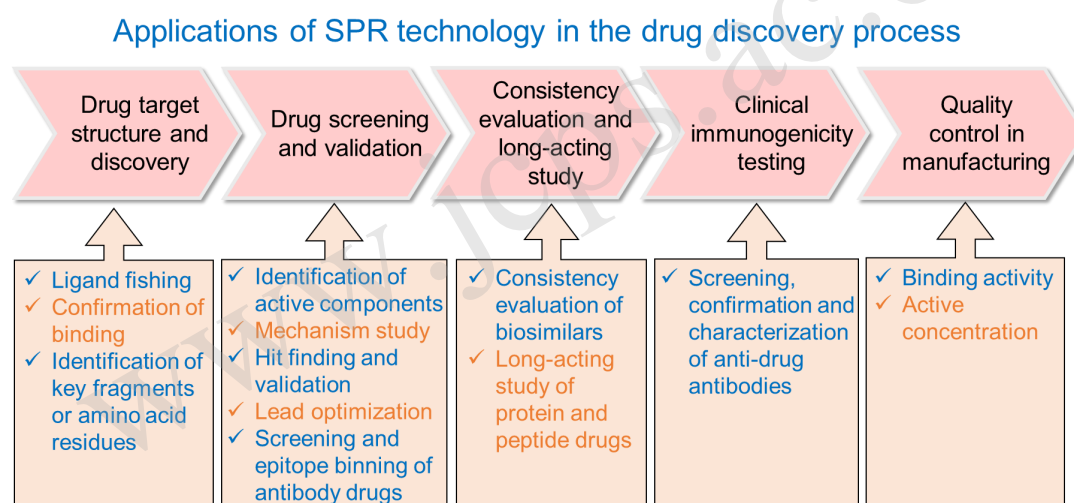 Applications of SPR technology in the drug discovery process
Drug target
structure and
discovery
Drug screening
and validation
Consistency
evaluation and
long-acting
study
Clinical
immunogenicity
testing
Quality
control in
manufacturing
✓ Ligand fishing
✓ Confirmation of
binding
✓ Identification of
key fragments
or amino acid
residues
✓ Identification of
active components
✓ Mechanism study
✓ Hit finding and
validation
✓ Lead optimization
✓ Screening and
epitope binning of
antibody drugs
✓ Consistency
evaluation of
biosimilars
✓ Long-acting
study of
protein and
peptide drugs
✓ Screening,
confirmation and
characterization
of anti-drug
antibodies
✓ Binding activity
✓ Active
concentration
www.jcps.ac